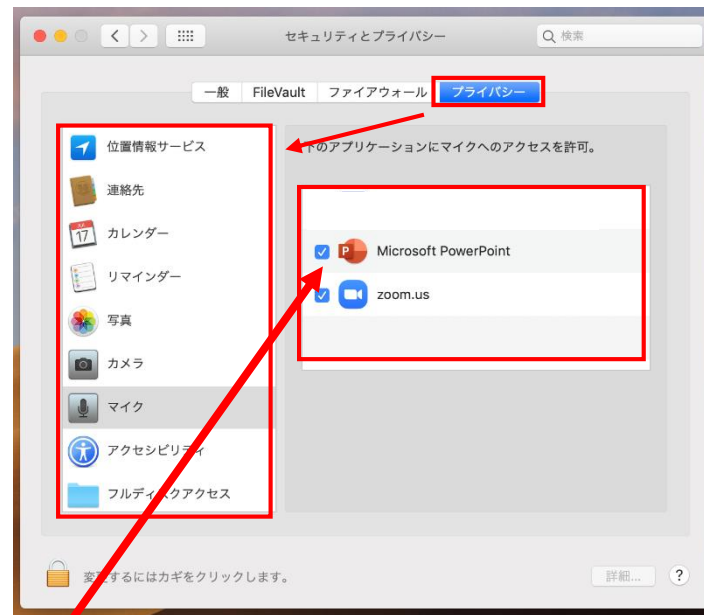 セキュリティとプライバシー
検索
一般 FileVault ファイアウォール プライバシー
位置情報サービス
連絡先
カレンダー
17
リマインダー
写真
カメラ
マイク
アクセシビリティ
フルディスクアクセス
下のアプリケーションにマイクへのアクセスを許可。
P Microsoft PowerPoint
zoom.us
変更するにはカギをクリックします。
詳細... ?